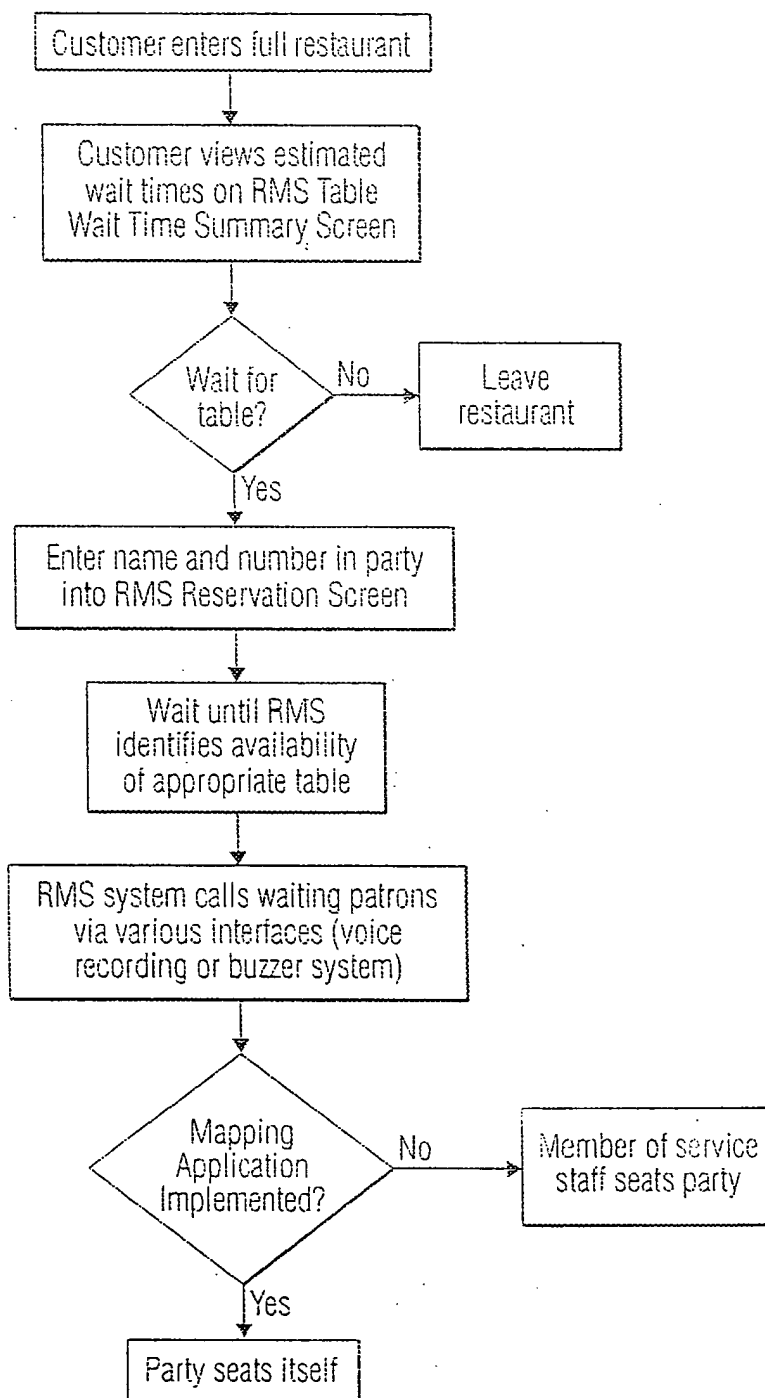 Customer enters full restaurant
Customer views estimated
wait times on RMS Table
Wait Time Summary Screen
Wait for
table?
No
Leave
restaurant
Yes
Enter name and number in party
into RMS Reservation Screen
Wait until RMS
identifies availability
of appropriate table
RMS system calls waiting patrons
via various interfaces (voice
recording or buzzer system)
Mapping
Application
Implemented?
No
Member of service
staff seats party
Yes
Party seats itself